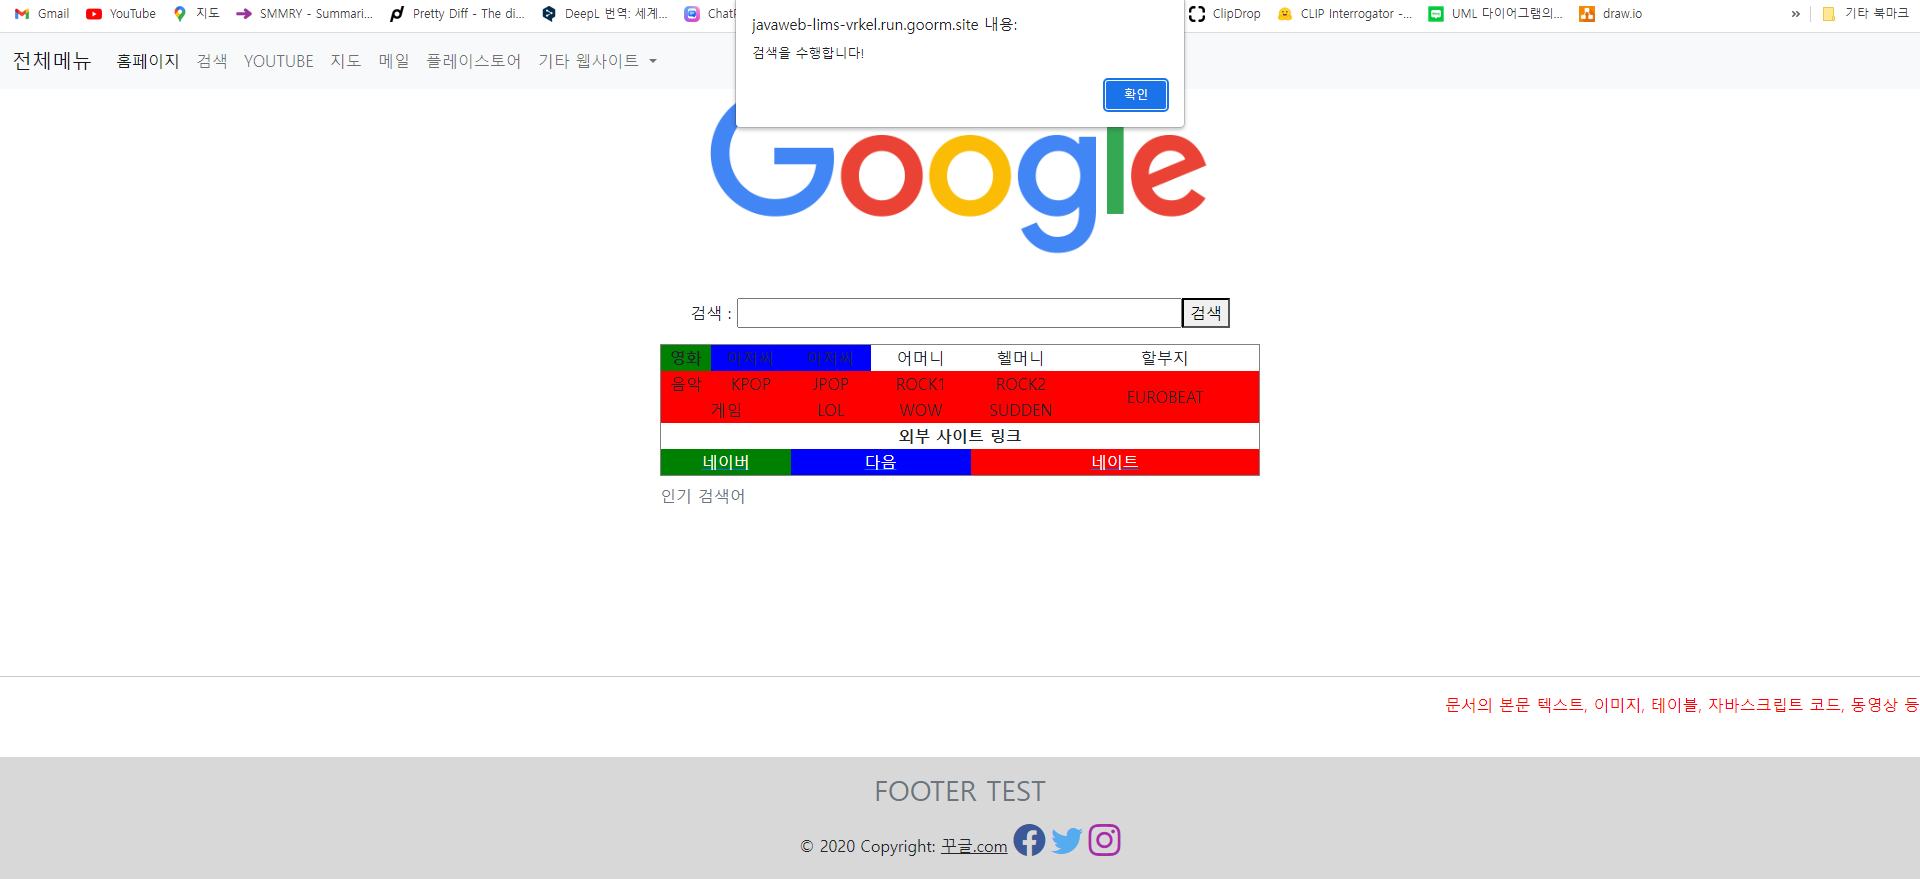 Gmail YouTube 지도 SMMRY - Summari... Pretty Diff - The di... DeepL 번역: 세계... ClipDrop CLIP Interrogator -... UML 다이어그램의... draw.io » 기타 북마크
javaweb-lims-vrkel.run.goorm.site 내용:
검색을 수행합니다!
확인
전체메뉴 홈페이지 검색 YOUTUBE 지도 메일 플레이스토어 기타 웹사이트
Google
검색 : 검색
영화 아저씨 아저씨 어머니 헬머니 할부지
음악 KPOP JPOP ROCK1 ROCK2 EUROBEAT
게임 LOL WOW SUDDEN
외부 사이트 링크
네이버 다음 네이트
인기 검색어
문서의 본문 텍스트, 이미지, 테이블, 자바스크립트 코드, 동영상 등
FOOTER TEST
© 2020 Copyright: 꾸글.com